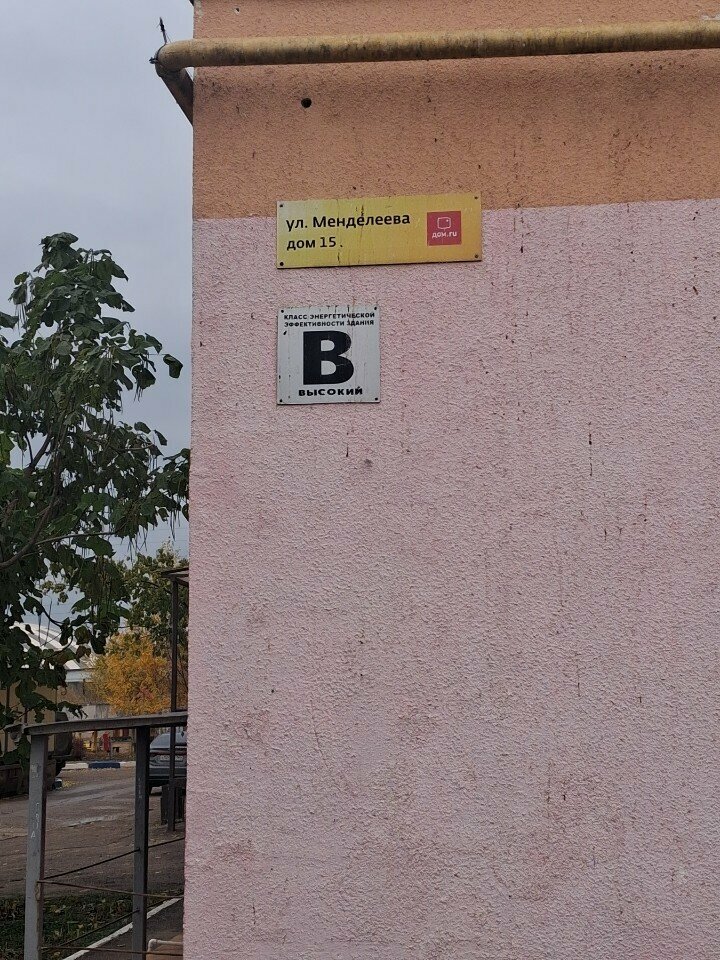 ул. Менделеева
дом 15
дом.ru
КЛАСС ЭНЕРГЕТИЧЕСКОЙ
ЭФФЕКТИВНОСТИ ЗДАНИЯ
В
ВЫСОКИЙ